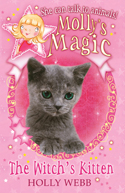 She can talk to animals!
Molly's
Magic
The Witch's Kitten
HOLLY WEBB